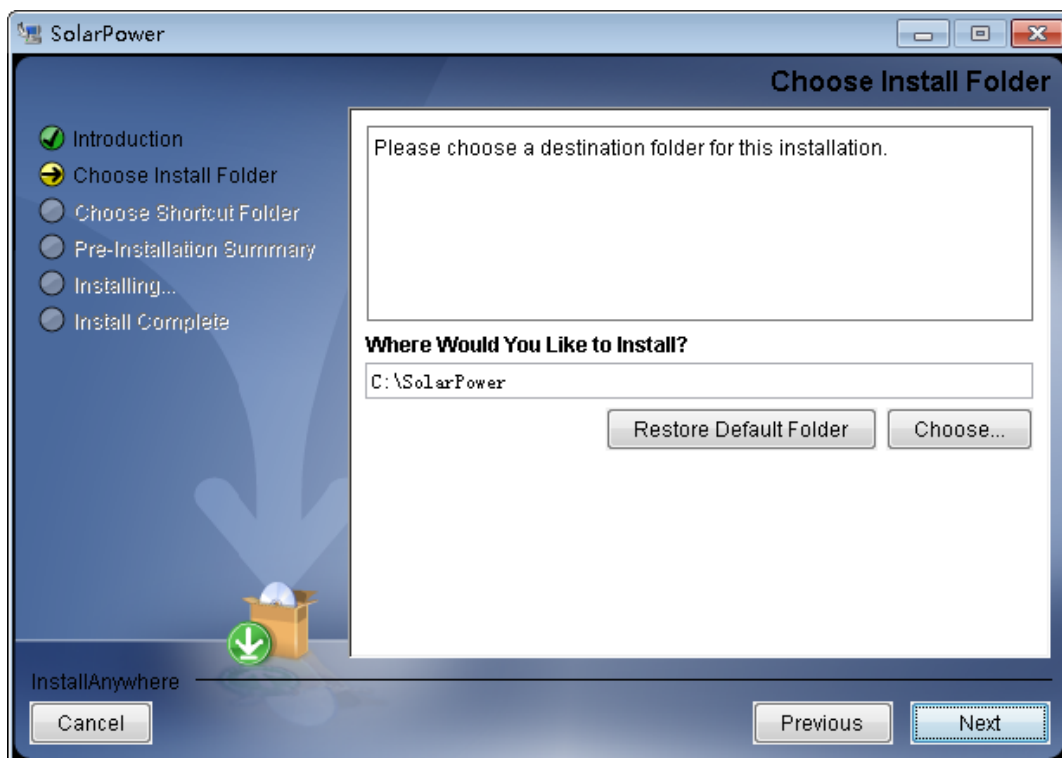 SolarPower
Choose Install Folder
Introduction
Choose Install Folder
Choose Shortcut Folder
Pre-Installation Summary
Installing...
Install Complete
Please choose a destination folder for this installation.
Where Would You Like to Install?
C:\SolarPower
Restore Default Folder
Choose...
InstallAnywhere
Cancel
Previous
Next